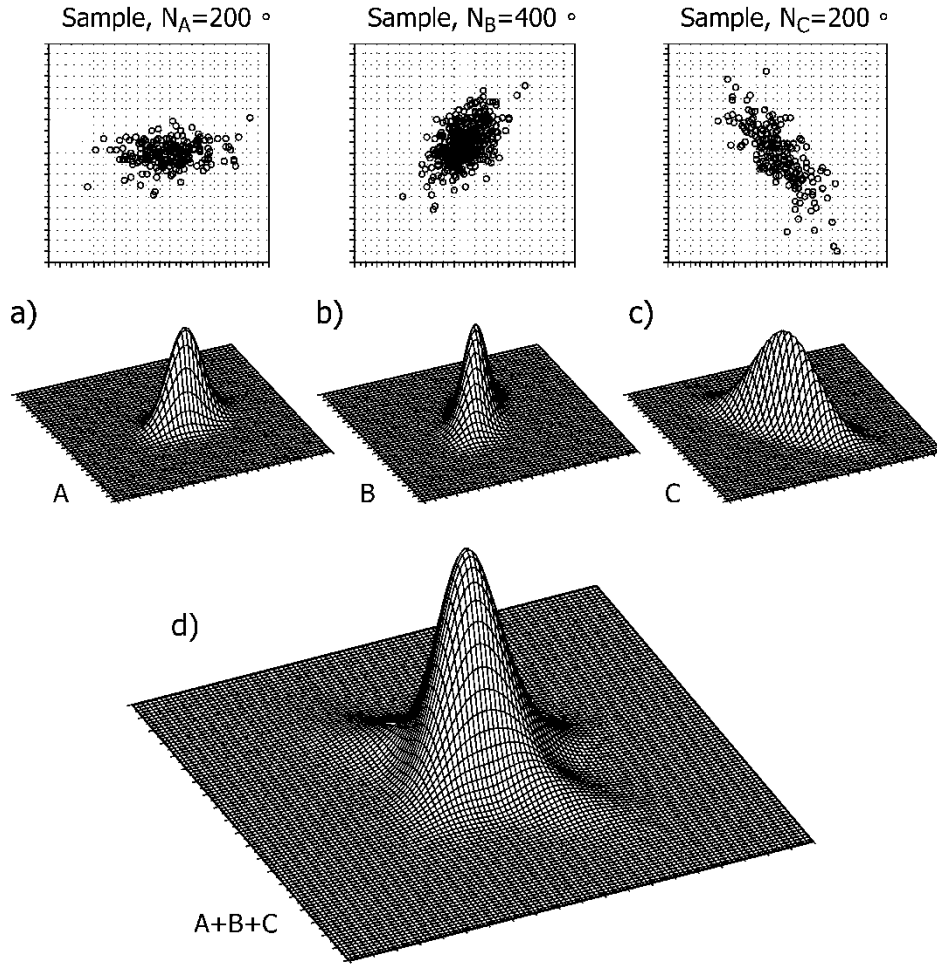 Sample, N_A=200 ∘
Sample, N_B=400 ∘
Sample, N_C=200 ∘
a)
b)
c)
A
B
C
d)
A+B+C